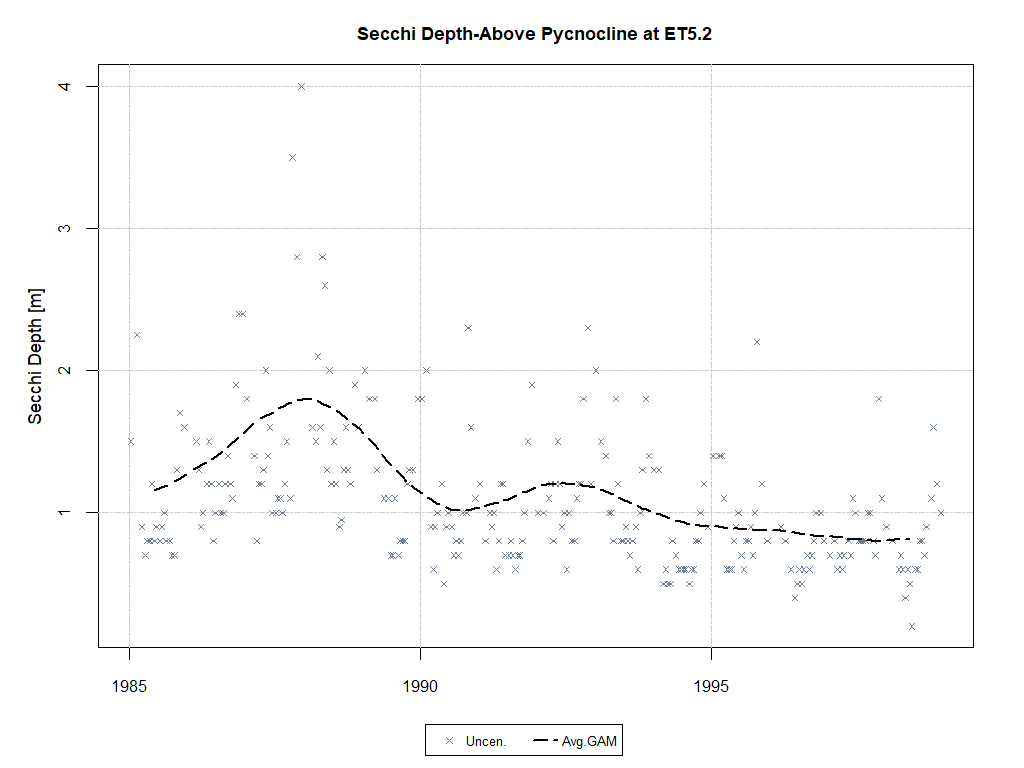 Secchi Depth-Above Pycnocline at ET5.2
Secchi Depth [m]
4
3
2
1
1985 1990 1995
Uncen. Avg.GAM